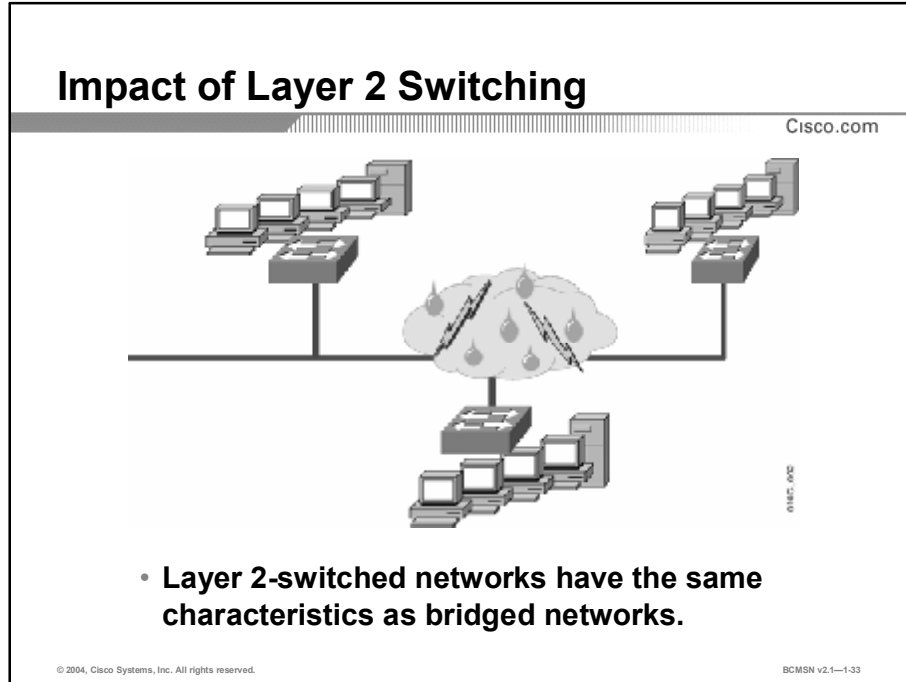 Impact of Layer 2 Switching
Cisco.com
• Layer 2-switched networks have the same
characteristics as bridged networks.
© 2004, Cisco Systems, Inc. All rights reserved.
BCMSN v2.1—1-33